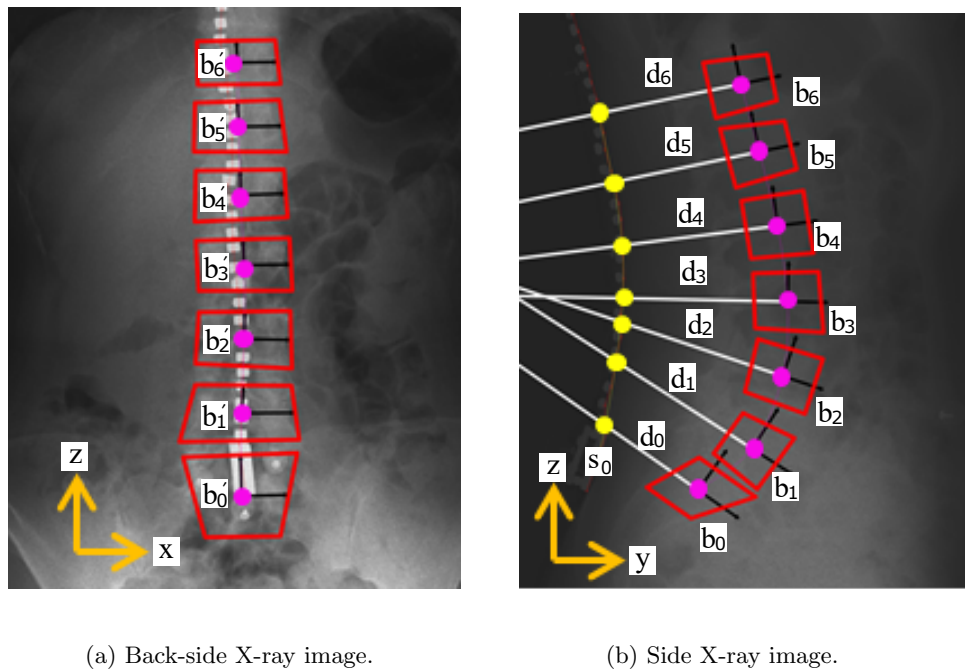 b₆′
b₅′
b₄′
b₃′
b₂′
b₁′
b₀′
z
x
d₆
b₆
d₅
b₅
d₄
b₄
d₃
b₃
d₂
b₂
d₁
b₁
d₀
s₀
b₀
z
y
(a) Back-side X-ray image.
(b) Side X-ray image.